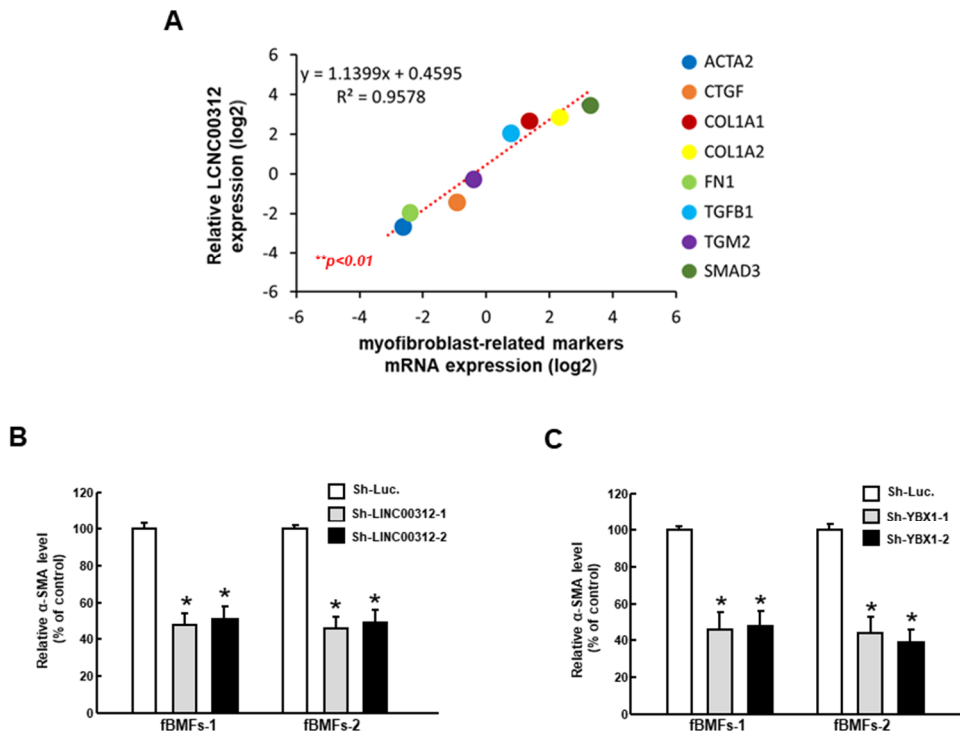 A
Relative LCNC00312
expression (log2)
6
4
2
0
-2
-4
-6
y = 1.1399x + 0.4595
R² = 0.9578
**p<0.01
-6 -4 -2 0 2 4 6
myofibroblast-related markers
mRNA expression (log2)
ACTA2
CTGF
COL1A1
COL1A2
FN1
TGFB1
TGM2
SMAD3
B
Relative α-SMA level
(% of control)
120
100
80
60
40
20
0
Sh-Luc.
Sh-LINC00312-1
Sh-LINC00312-2
* * * *
fBMFs-1 fBMFs-2
C
Relative α-SMA level
(% of control)
120
100
80
60
40
20
0
Sh-Luc.
Sh-YBX1-1
Sh-YBX1-2
* * * *
fBMFs-1 fBMFs-2